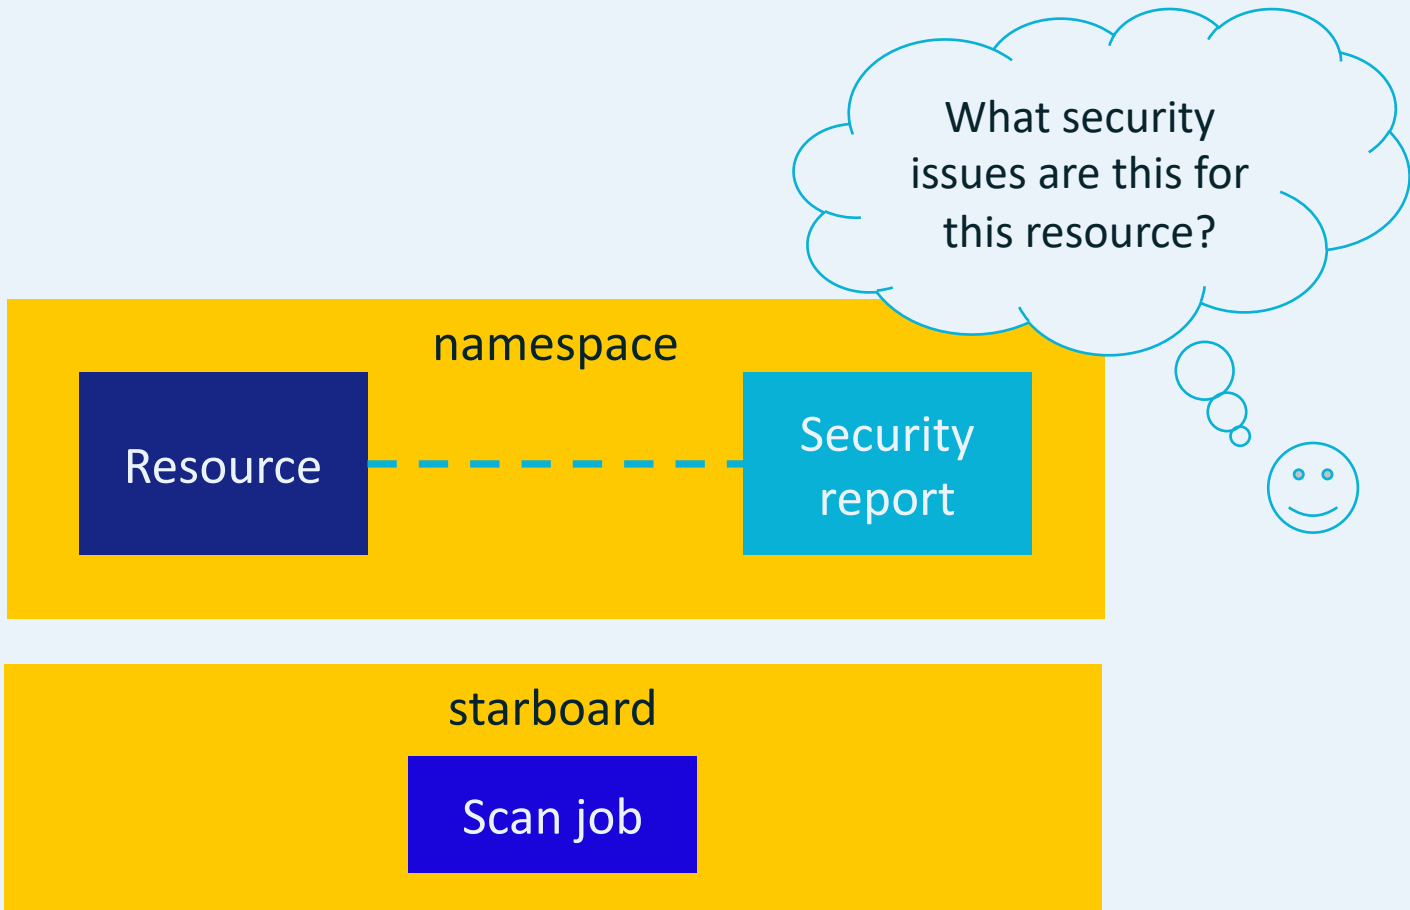 What security
issues are this for
this resource?
namespace
Resource
Security
report
starboard
Scan job